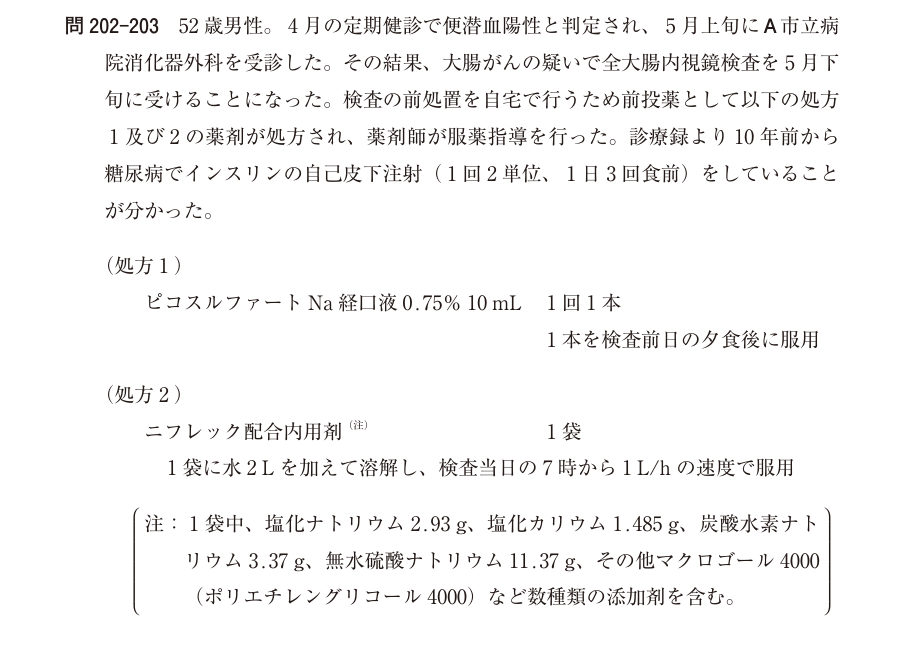 問 202-203 52 歳男性。4 月の定期健診で便潜血陽性と判定され、5 月上旬に A 市立病
院消化器外科を受診した。その結果、大腸がんの疑いで全大腸内視鏡検査を 5 月下
旬に受けることになった。検査の前処置を自宅で行うため前投薬として以下の処方
1 及び 2 の薬剤が処方され、薬剤師が服薬指導を行った。診療録より 10 年前から
糖尿病でインスリンの自己皮下注射（1 回 2 単位、1 日 3 回食前）をしていること
が分かった。
（処方 1 ）
ピコスルファート Na 経口液 0.75% 10 mL 1 回 1 本
1 本を検査前日の夕食後に服用
（処方 2 ）
ニフレック配合内用剤（注） 1 袋
1 袋に水 2 L を加えて溶解し、検査当日の 7 時から 1 L/h の速度で服用
注：1 袋中、塩化ナトリウム 2.93 g、塩化カリウム 1.485 g、炭酸水素ナト
リウム 3.37 g、無水硫酸ナトリウム 11.37 g、その他マクロゴール 4000
（ポリエチレングリコール 4000）など数種類の添加剤を含む。